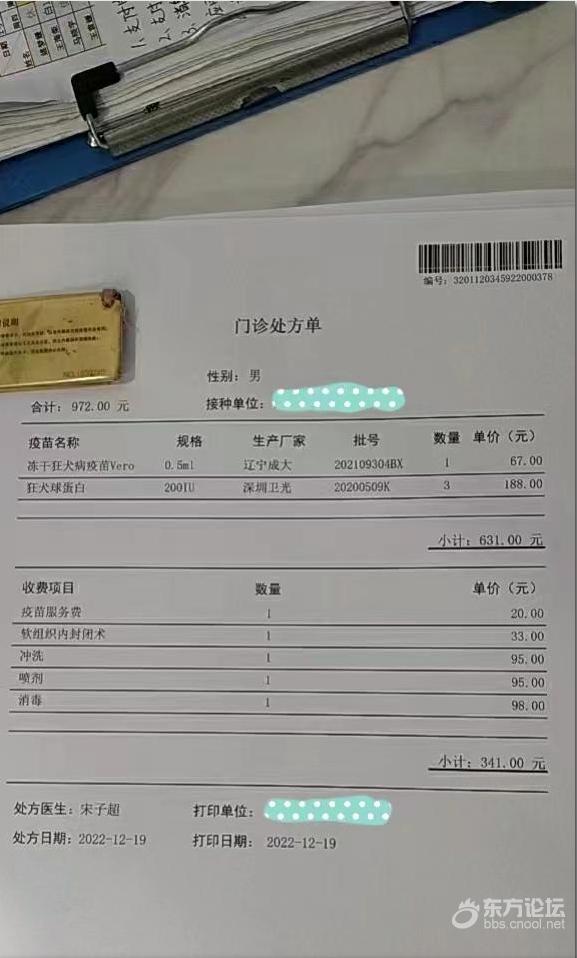 编号: 3201120345922000378
门诊处方单
性别: 男
合计: 972.00 元
接种单位:
疫苗名称 规格 生产厂家 批号 数量 单价（元）
冻干狂犬病疫苗Vero 0.5ml 辽宁成大 202109304BX 1 67.00
狂犬球蛋白 200IU 深圳卫光 20200509K 3 188.00
小计: 631.00 元
收费项目 数量 单价（元）
疫苗服务费 1 20.00
软组织内封闭术 1 33.00
冲洗 1 95.00
喷剂 1 95.00
消毒 1 98.00
小计: 341.00 元
处方医生: 宋子超 打印单位:
处方日期: 2022-12-19 打印日期: 2022-12-19
东方论坛
bbs.cnool.net